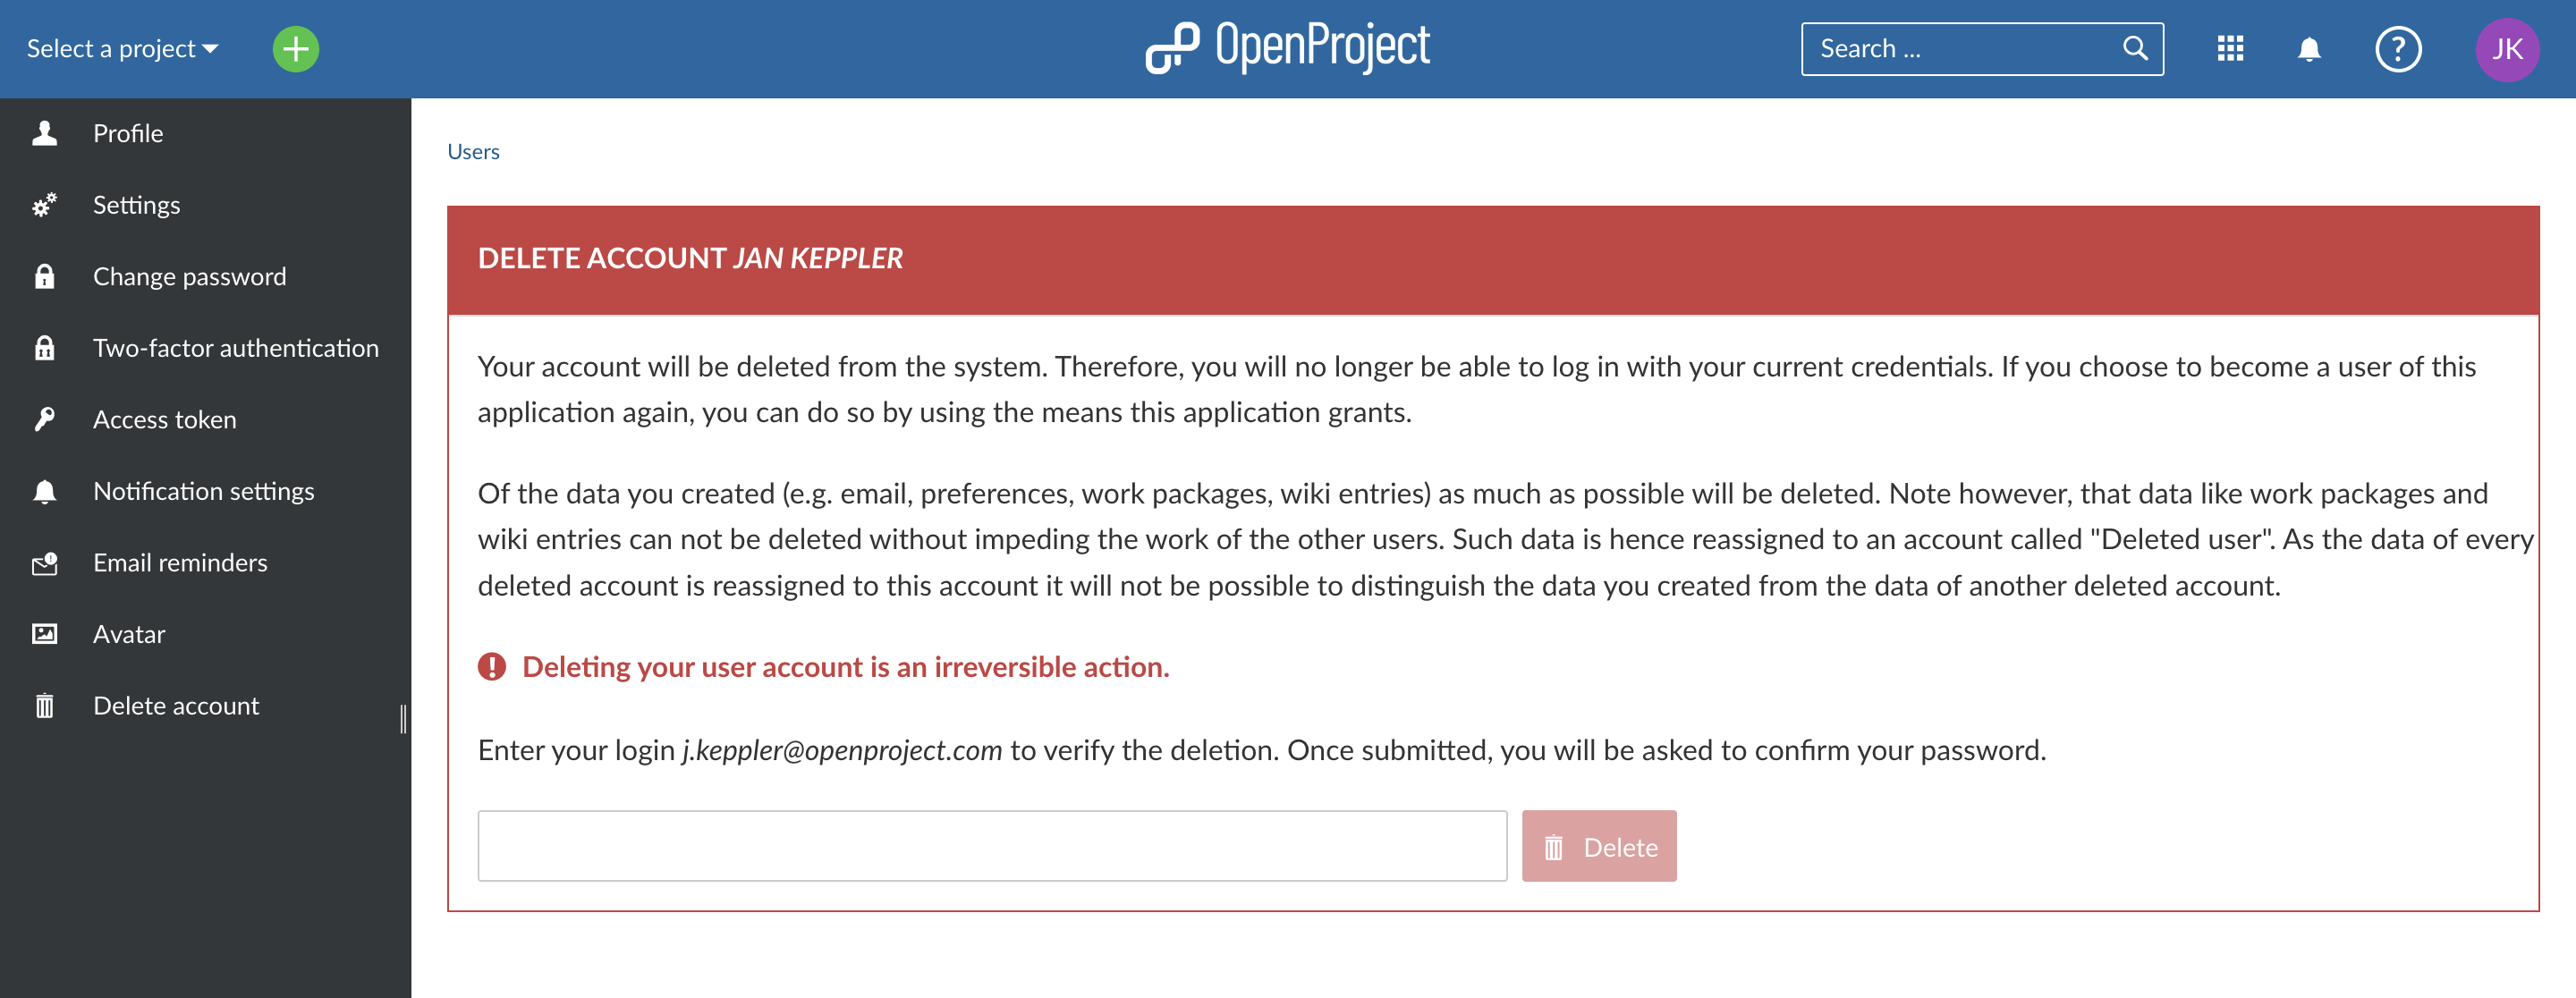 Select a project
OpenProject
Search ...
?
JK
Profile
Settings
Change password
Two-factor authentication
Access token
Notification settings
Email reminders
Avatar
Delete account
Users
DELETE ACCOUNT JAN KEPPLER
Your account will be deleted from the system. Therefore, you will no longer be able to log in with your current credentials. If you choose to become a user of this
application again, you can do so by using the means this application grants.
Of the data you created (e.g. email, preferences, work packages, wiki entries) as much as possible will be deleted. Note however, that data like work packages and
wiki entries can not be deleted without impeding the work of the other users. Such data is hence reassigned to an account called "Deleted user". As the data of every
deleted account is reassigned to this account it will not be possible to distinguish the data you created from the data of another deleted account.
Deleting your user account is an irreversible action.
Enter your login j.keppler@openproject.com to verify the deletion. Once submitted, you will be asked to confirm your password.
Delete